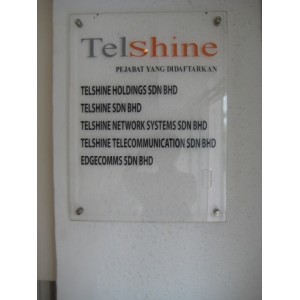 TelShine
PEJABAT YANG DIDAFTARKAN
TELSHINE HOLDINGS SDN BHD
TELSHINE SDN BHD
TELSHINE NETWORK SYSTEMS SDN BHD
TELSHINE TELECOMMUNICATION SDN BHD
EDGECOMMS SDN BHD